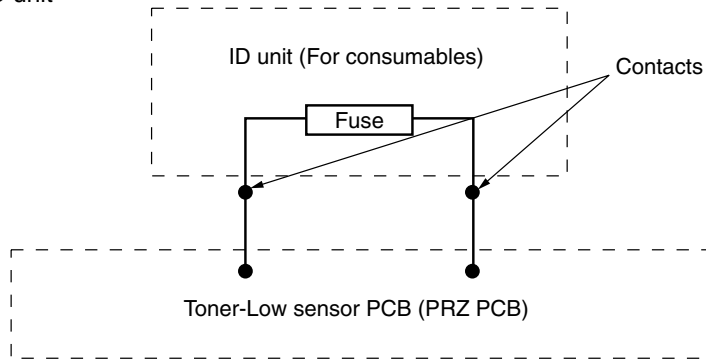 unit
ID unit (For consumables)
Contacts
Fuse
Toner-Low sensor PCB (PRZ PCB)